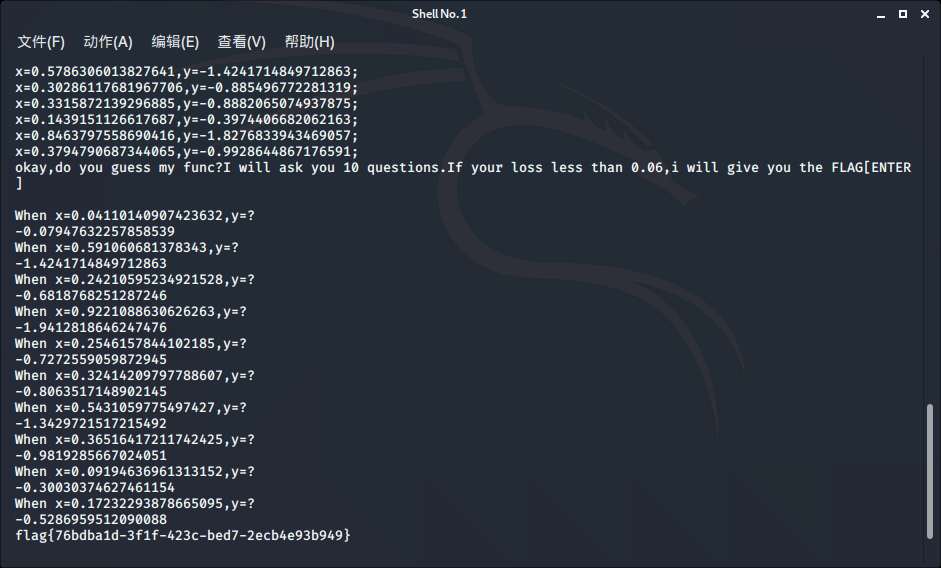 Shell No. 1
文件(F) 动作(A) 编辑(E) 查看(V) 帮助(H)
x=0.5786306013827641,y=-1.4241714849712863;
x=0.30286117681967706,y=-0.885496772281319;
x=0.3315872139296885,y=-0.8882065074937875;
x=0.1439151126617687,y=-0.3974406682062163;
x=0.8463797558690416,y=-1.8276833943469057;
x=0.3794790687344065,y=-0.9928644867176591;
okay,do you guess my func?I will ask you 10 questions.If your loss less than 0.06,i will give you the FLAG[ENTER
]
When x=0.04110140907423632,y=?
-0.07947632257858539
When x=0.591060681378343,y=?
-1.4241714849712863
When x=0.24210595234921528,y=?
-0.6818768251287246
When x=0.9221088630626263,y=?
-1.9412818646247476
When x=0.2546157844102185,y=?
-0.7272559059872945
When x=0.32414209797788607,y=?
-0.8063517148902145
When x=0.5431059775497427,y=?
-1.3429721517215492
When x=0.36516417211742425,y=?
-0.9819285667024051
When x=0.09194636961313152,y=?
-0.30030374627461154
When x=0.17232293878665095,y=?
-0.5286959512090088
flag{76bdba1d-3f1f-423c-bed7-2ecb4e93b949}